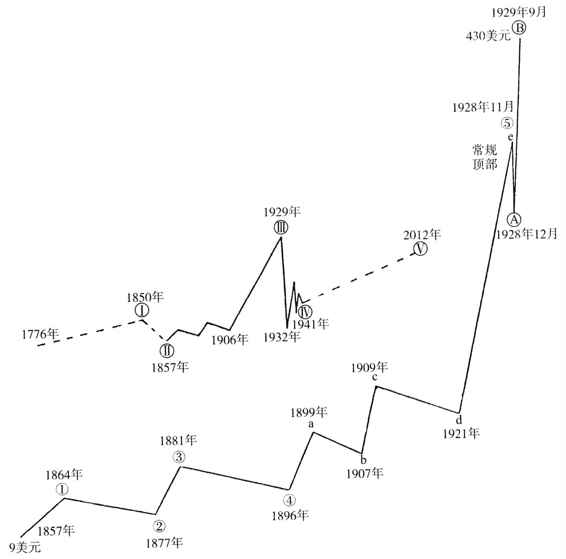 1929年9月
Ⓑ
430美元
1928年11月
⑤
e
常规
顶部
Ⓐ
1928年12月
1929年
Ⅲ
2012年
Ⅴ
1850年
Ⅰ
1776年
Ⅱ
1857年
1906年
1932年
Ⅳ
1941年
1909年
c
1899年
a
d
1921年
b
1907年
1881年
③
1864年
①
④
1896年
1857年
②
1877年
9美元